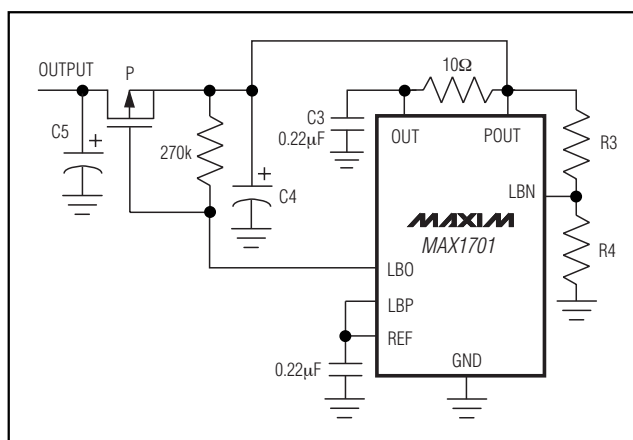 OUTPUT
P
10Ω
C5
270k
C3
0.22μF
C4
OUT
POUT
R3
LBN
MAXIM
MAX1701
R4
LBO
LBP
REF
0.22μF
GND
+
+